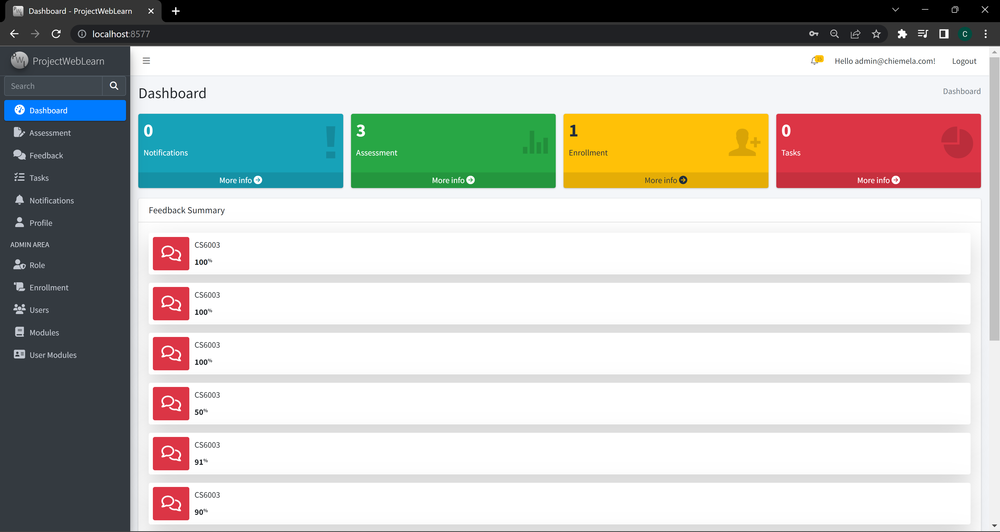 Dashboard - ProjectWebLearn
localhost:8577
C
PWL ProjectWebLearn
15
Hello admin@chiemela.com!
Logout
Search
Dashboard
Assessment
Feedback
Tasks
Notifications
Profile
ADMIN AREA
Role
Enrollment
Users
Modules
User Modules
Dashboard
Dashboard
0
Notifications
More info
3
Assessment
More info
1
Enrollment
More info
0
Tasks
More info
Feedback Summary
CS6003
100%
CS6003
100%
CS6003
100%
CS6003
50%
CS6003
91%
CS6003
90%